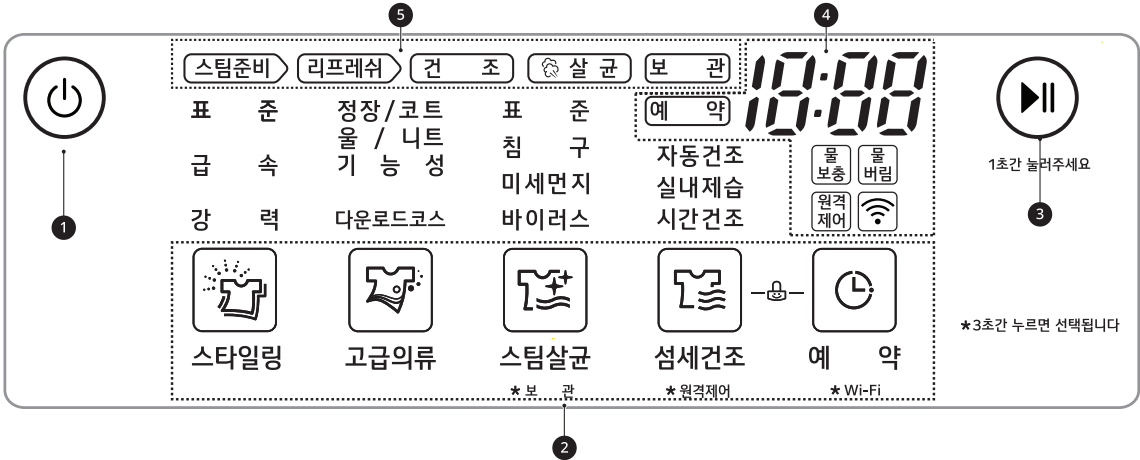 5
4
스팀준비 리프레쉬 건 조 살 균 보 관
18:88
표 준
급 속
강 력
정장/코트
울 / 니트
기 능 성
다운로드코스
표 준
침 구
미세먼지
바이러스
예 약
자동건조
실내제습
시간건조
물
보충
물
버림
원격
제어
1초간 눌러주세요
1
3
스타일링 고급의류 스팀살균 섬세건조 예 약
*보 관 *원격제어 *Wi-Fi
*3초간 누르면 선택됩니다
2